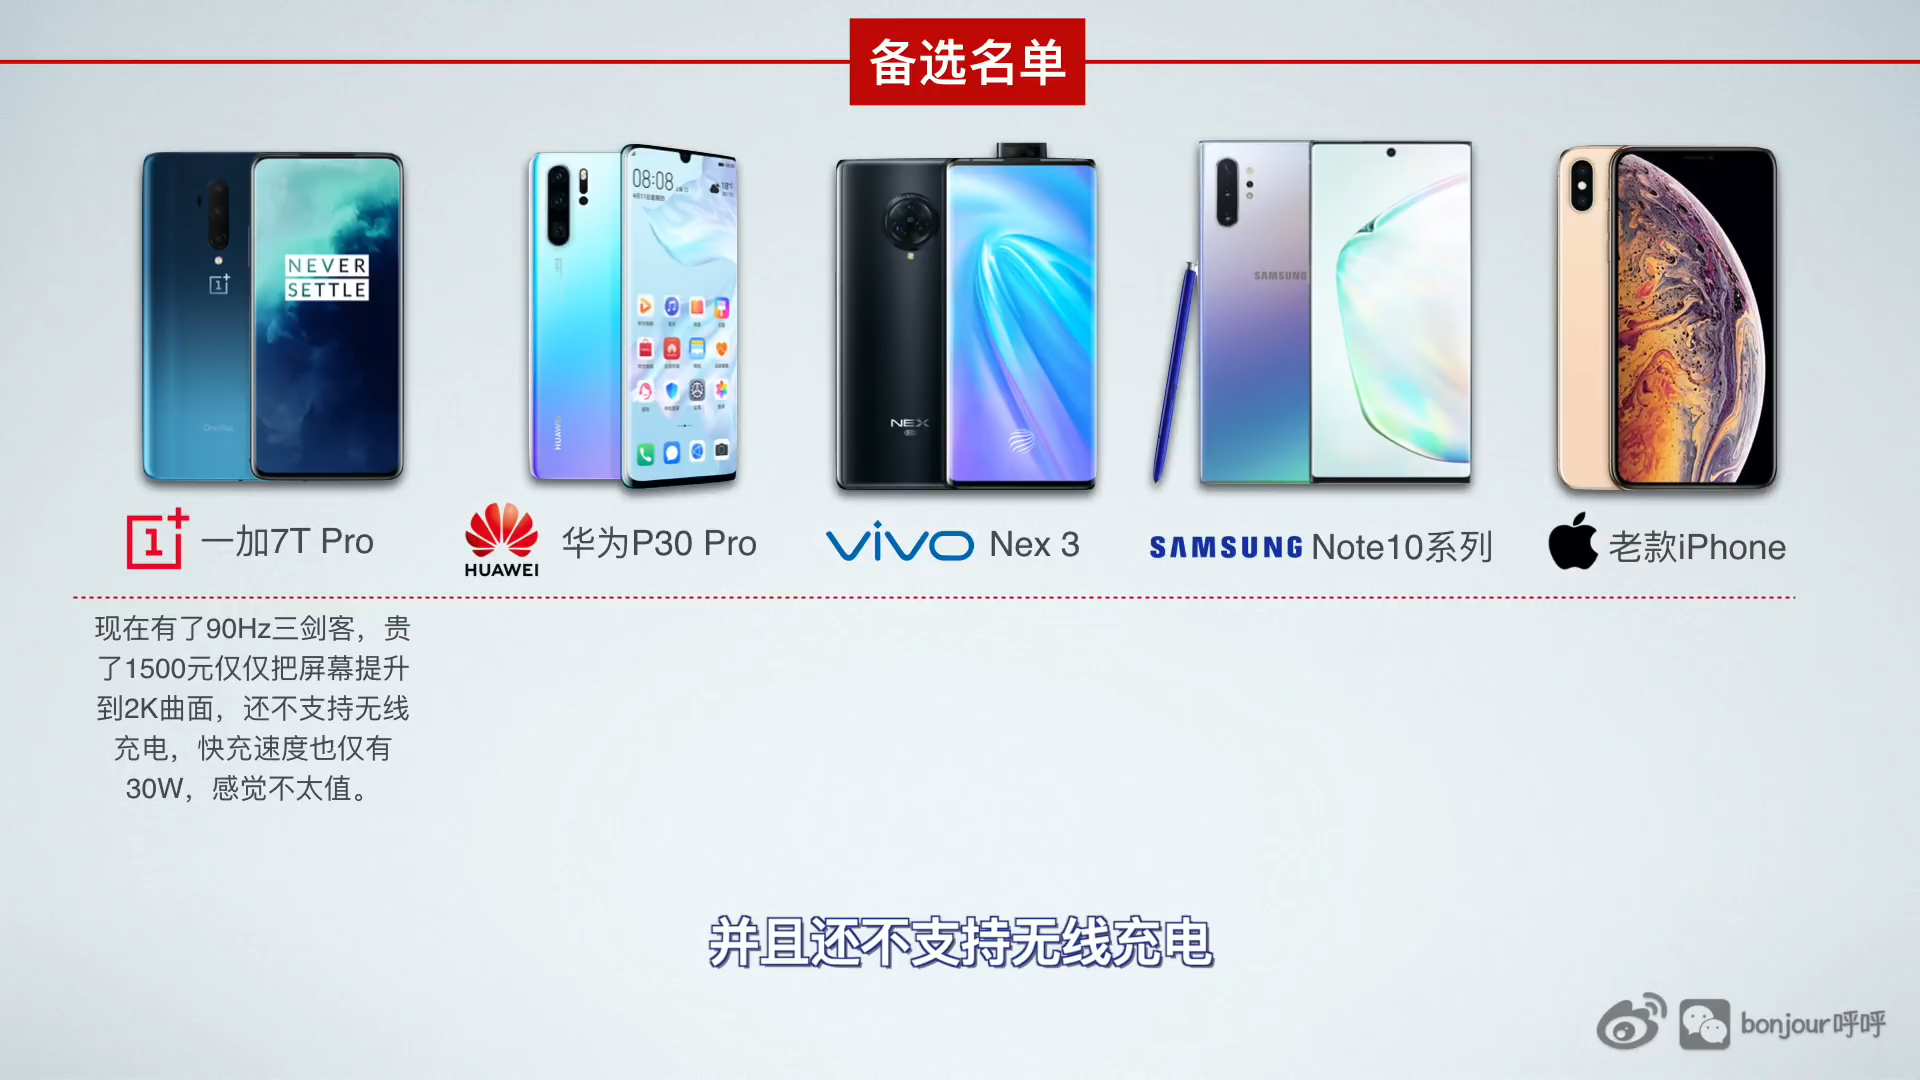 备选名单
NEVER
SETTLE
08:08
18°C
SAMSUNG
HUAWEI
NEX
一加7T Pro
HUAWEI
华为P30 Pro
vivo Nex 3
SAMSUNG Note10系列
老款iPhone
现在有了90Hz三剑客，贵
了1500元仅仅把屏幕提升
到2K曲面，还不支持无线
充电，快充速度也仅有
30W，感觉不太值。
并且还不支持无线充电
bonjour呼呼